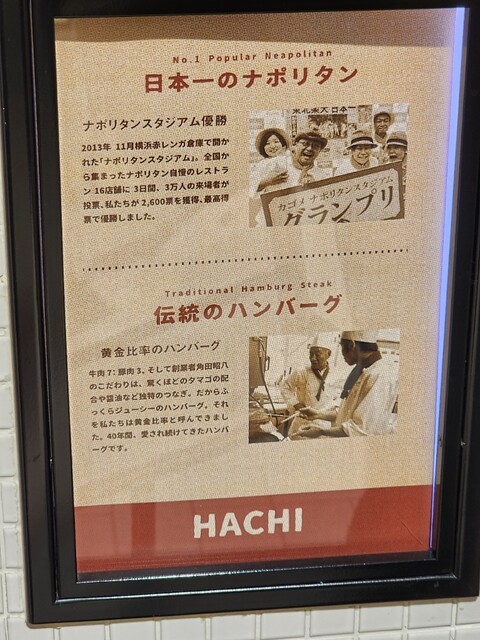 No.1 Popular Neapolitan
日本一のナポリタン
ナポリタンスタジアム優勝
2013年 11月横浜赤レンガ倉庫で開か
れた「ナポリタンスタジアム」。全国か
ら集まったナポリタン自慢のレストラ
ン 16店舗に 3日間、3万人の来場者が
投票、私たちが 2,600票を獲得、最高得
票で優勝しました。
カゴメ ナポリタンスタジアム
グランプリ
Traditional Hamburg Steak
伝統のハンバーグ
黄金比率のハンバーグ
牛肉 7：豚肉 3、そして創業者角田昭八
のこだわりは、驚くほどのタマゴの配
合や醤油など独特のつなぎ。だからふ
っくらジューシーのハンバーグ。それ
を私たちは黄金比率と呼んできまし
た。40年間、愛され続けてきたハンバ
ーグです。
HACHI